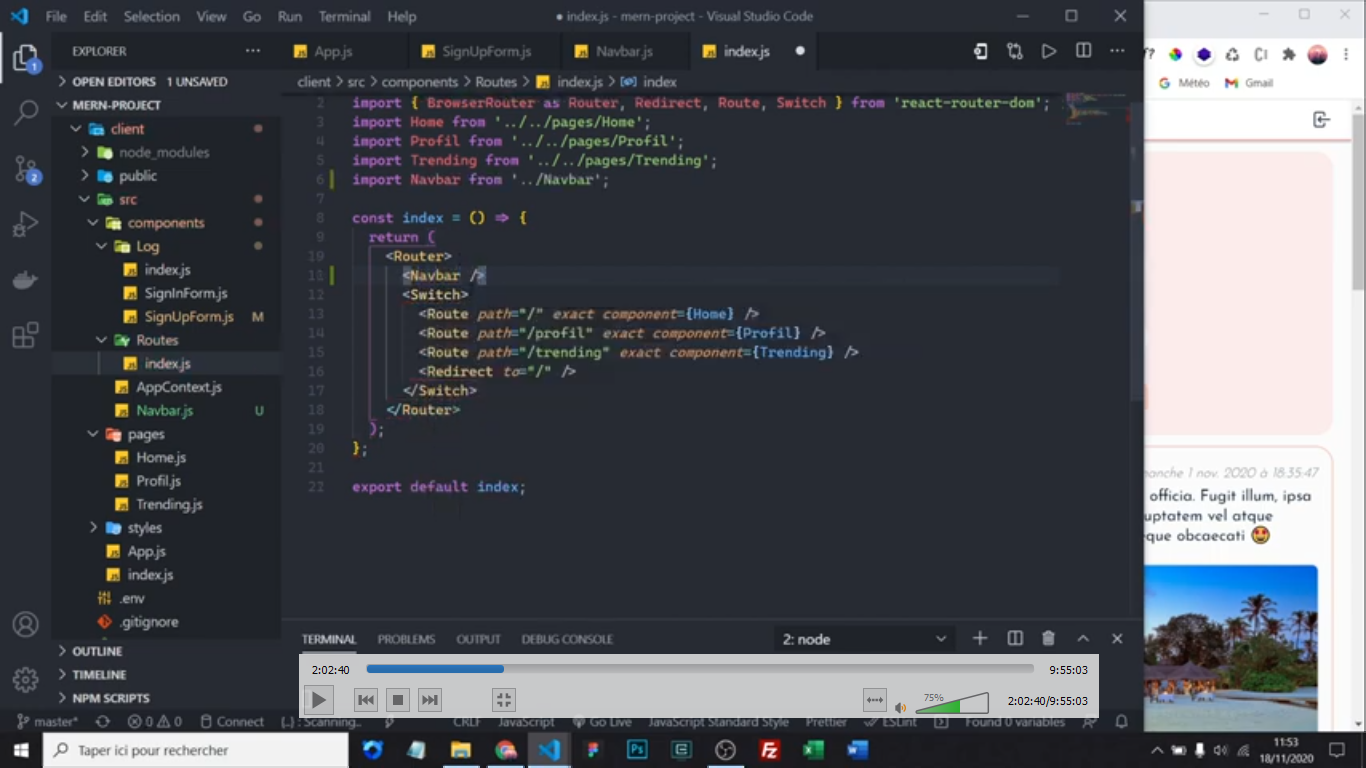 File Edit Selection View Go Run Terminal Help
● index.js - mern-project - Visual Studio Code
EXPLORER
App.js
SignUpForm.js
Navbar.js
index.js
OPEN EDITORS 1 UNSAVED
client > src > components > Routes > index.js > index
MERN-PROJECT
client
node_modules
public
src
components
Log
index.js
SignInForm.js
SignUpForm.js M
Routes
index.js
AppContext.js
Navbar.js U
pages
Home.js
Profil.js
Trending.js
styles
App.js
index.js
.env
.gitignore
OUTLINE
TIMELINE
NPM SCRIPTS
2 import { BrowserRouter as Router, Redirect, Route, Switch } from 'react-router-dom';
3 import Home from '../../pages/Home';
4 import Profil from '../../pages/Profil';
5 import Trending from '../../pages/Trending';
6 import Navbar from '../Navbar';
7
8 const index = () => {
9 return (
10 <Router>
11 <Navbar />
12 <Switch>
13 <Route path="/" exact component={Home} />
14 <Route path="/profil" exact component={Profil} />
15 <Route path="/trending" exact component={Trending} />
16 <Redirect to="/" />
17 </Switch>
18 </Router>
19 );
20 };
21
22 export default index;
TERMINAL PROBLEMS OUTPUT DEBUG CONSOLE
2: node
2:02:40
9:55:03
75%
2:02:40/9:55:03
master*
0 0
Connect
Scanning..
CRLF
JavaScript
Go Live
JavaScript Standard Style
Prettier
ESLint
Found 0 variables
Météo
Gmail
anche 1 nov. 2020 à 18:35:47
officia. Fugit illum, ipsa
uptatem vel atque
eque obcaecati
Taper ici pour rechercher
11:53
18/11/2020